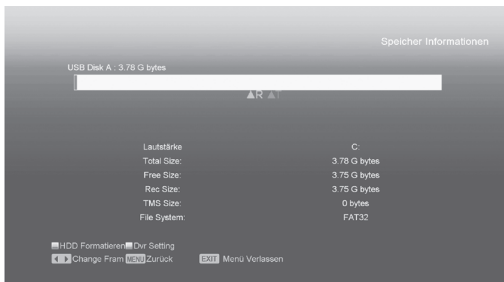 Speicher Informationen
USB Disk A : 3.78 G bytes
R T
Lautstärke C:
Total Size: 3.78 G bytes
Free Size: 3.75 G bytes
Rec Size: 3.75 G bytes
TMS Size: 0 bytes
File System: FAT32
HDD Formatieren Dvr Setting
Change Fram MENU Zurück EXIT Menü Verlassen